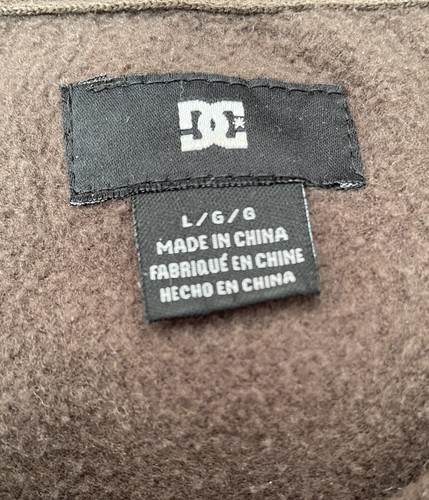 DC
L/G/G
MADE IN CHINA
FABRIQUÉ EN CHINE
HECHO EN CHINA